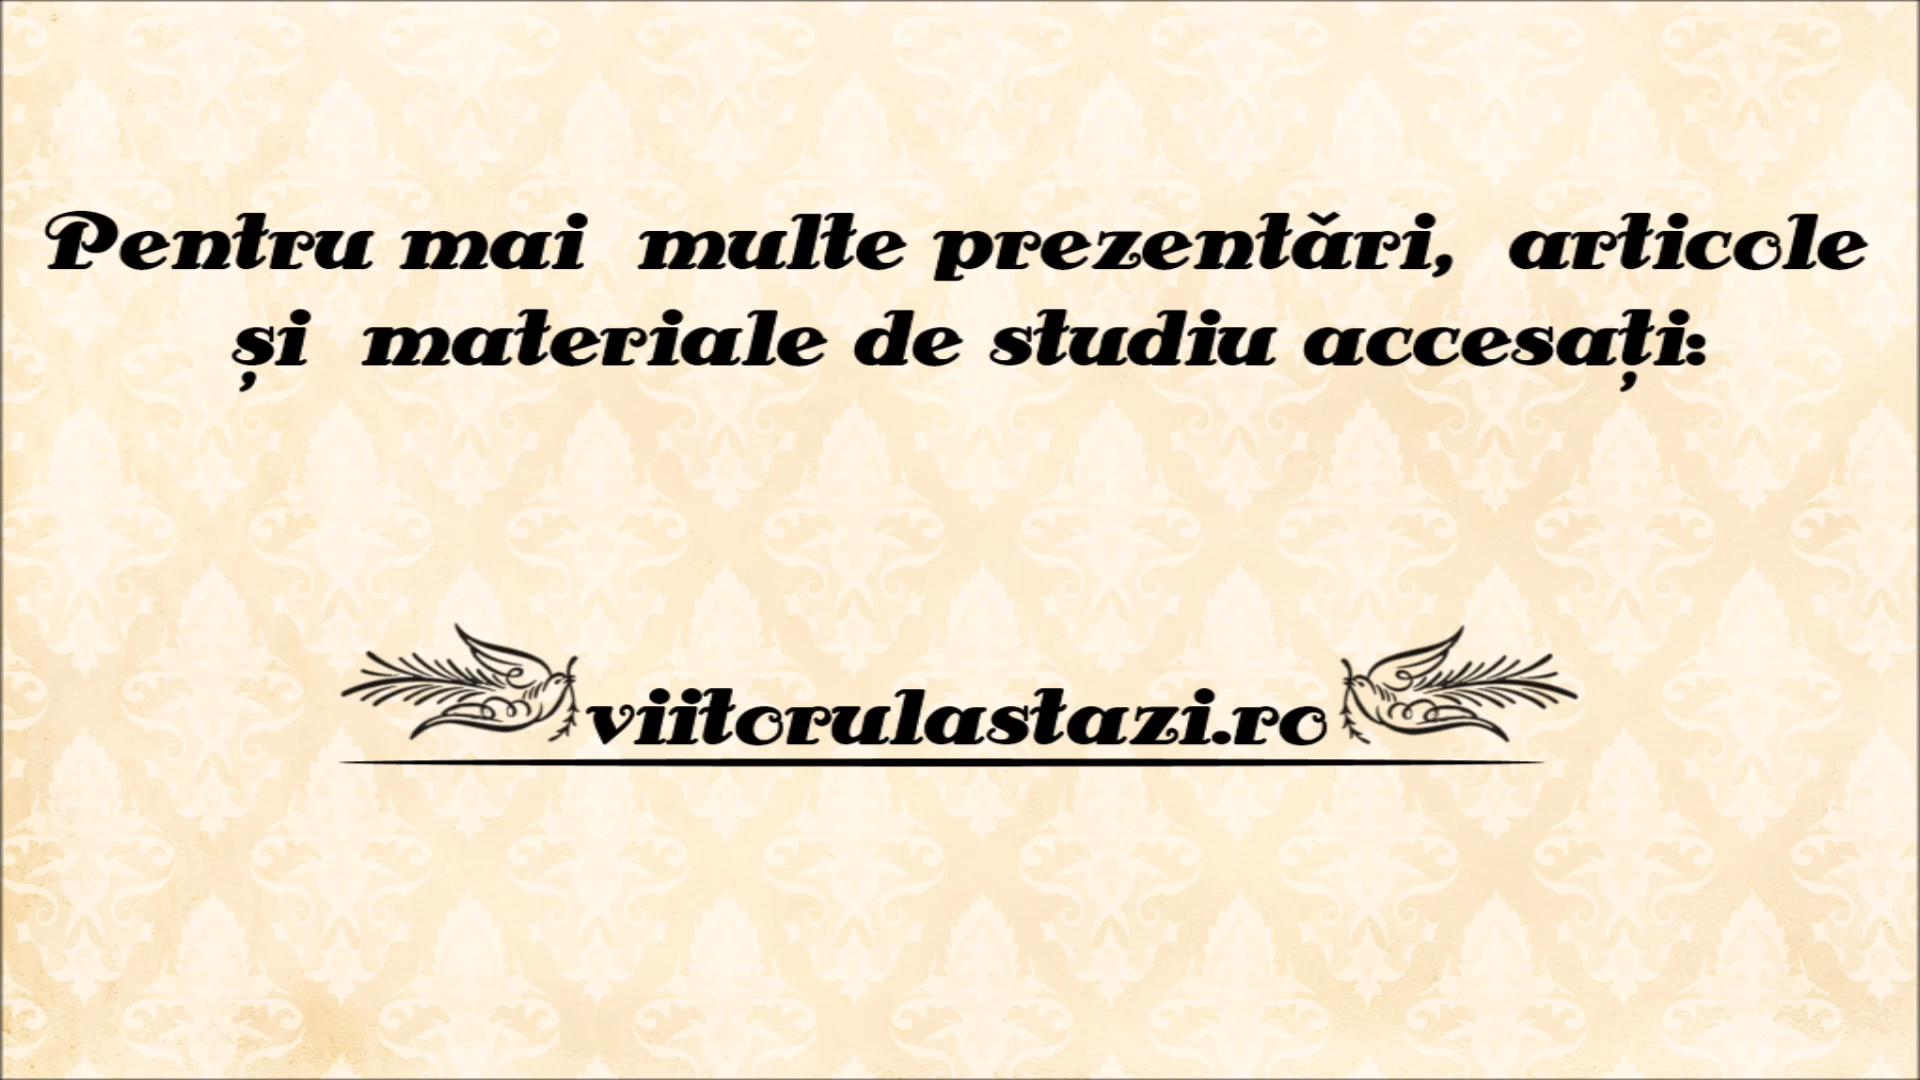 Pentru mai multe prezentări, articole
și materiale de studiu accesați:
viitorulastazi.ro